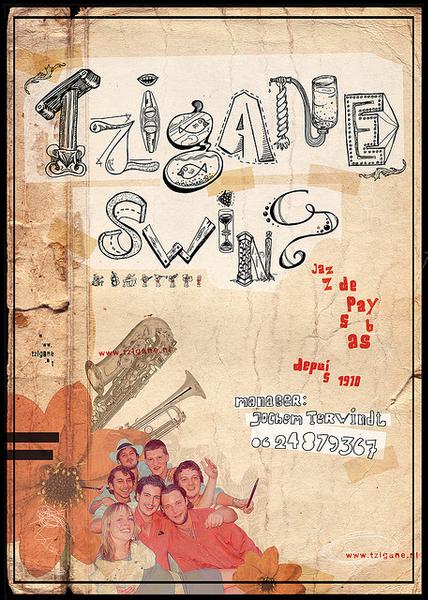 TZigANE
SWiNG
jaz
z de
Pay
s b
as
depui
s 1910
manager:
Jochem Tervindt
06 24879367
www.tzigane.nl
www.
tzigane
.nl
www.tzigane.nl